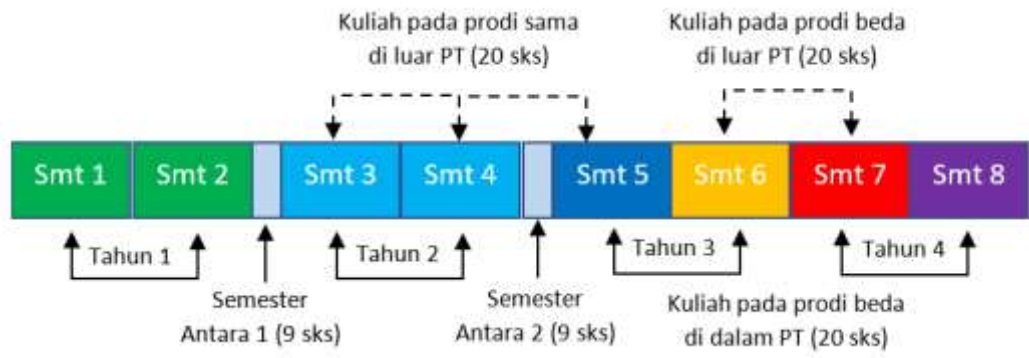 Kuliah pada prodi sama
di luar PT (20 sks)
Kuliah pada prodi beda
di luar PT (20 sks)
Smt 1
Smt 2
Smt 3
Smt 4
Smt 5
Smt 6
Smt 7
Smt 8
Tahun 1
Tahun 2
Tahun 3
Tahun 4
Semester
Antara 1 (9 sks)
Semester
Antara 2 (9 sks)
Kuliah pada prodi beda
di dalam PT (20 sks)